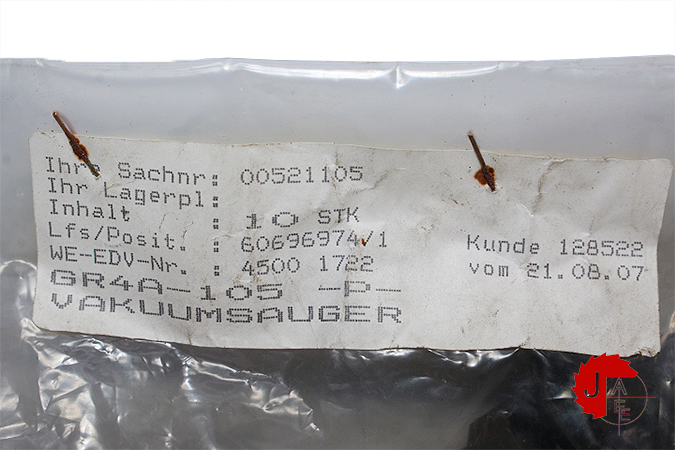 Ihre Sachnr: 00521105
Ihr Lagerpl:
Inhalt : 10 STK
Lfs/Posit. : 60696974/1 Kunde 128522
WE-EDV-Nr. : 4500 1722 vom 21.08.07
GR4A-105 -P-
VAKUUMSAUGER
J